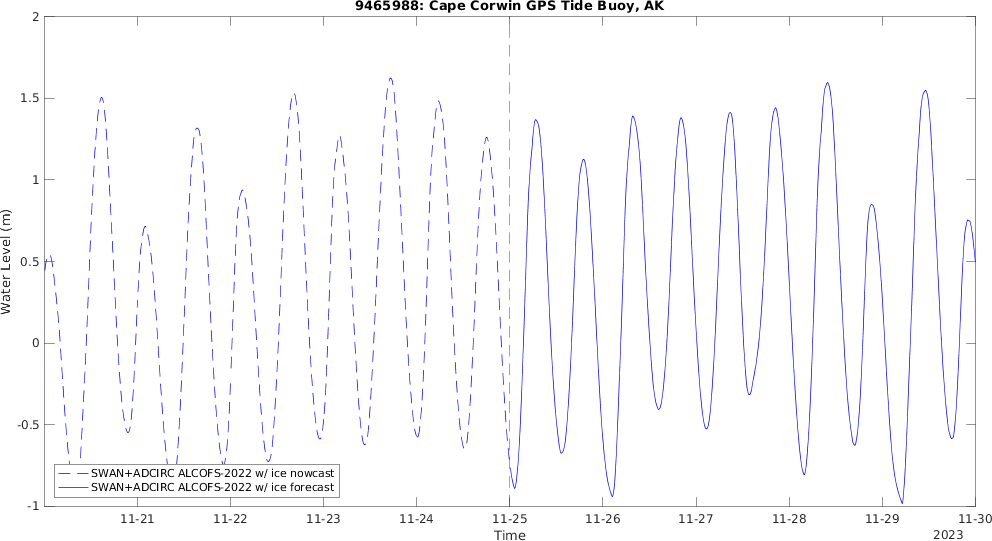 9465988: Cape Corwin GPS Tide Buoy, AK
2
1.5
1
0.5
0
-0.5
-1
Water Level (m)
SWAN+ADCIRC ALCOFS-2022 w/ ice nowcast
SWAN+ADCIRC ALCOFS-2022 w/ ice forecast
11-21 11-22 11-23 11-24 11-25 11-26 11-27 11-28 11-29 11-30
Time
2023